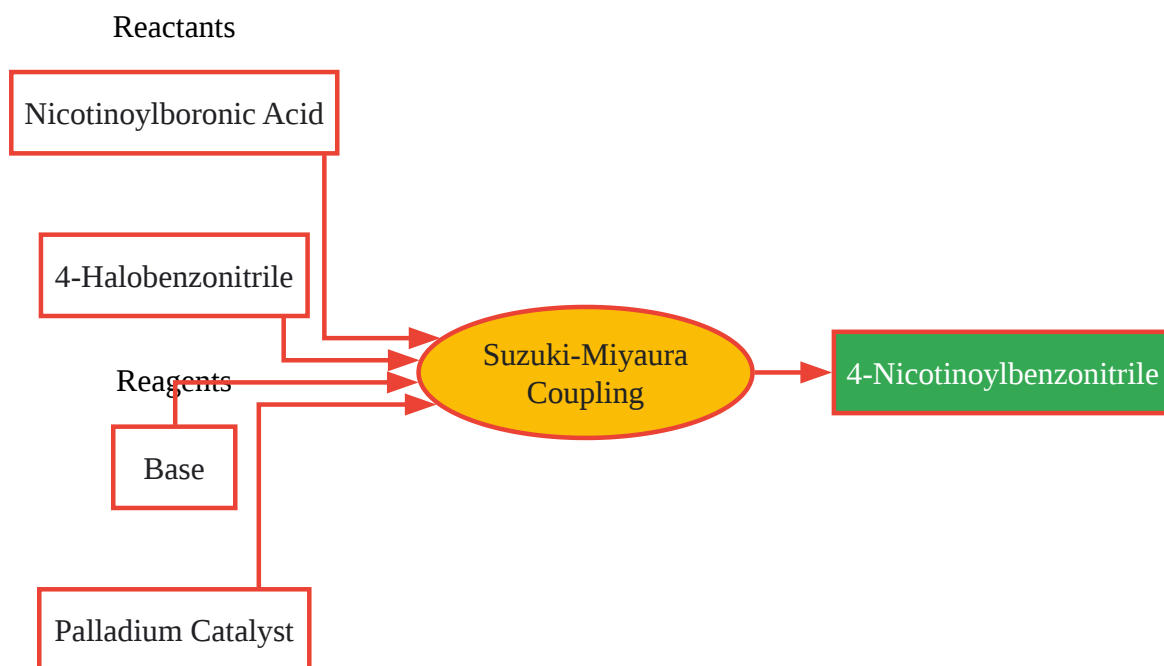 Reactants
Nicotinoylboronic Acid
4-Halobenzonitrile
Reagents
Base
Palladium Catalyst
Suzuki-Miyaura
Coupling
4-Nicotinoylbenzonitrile